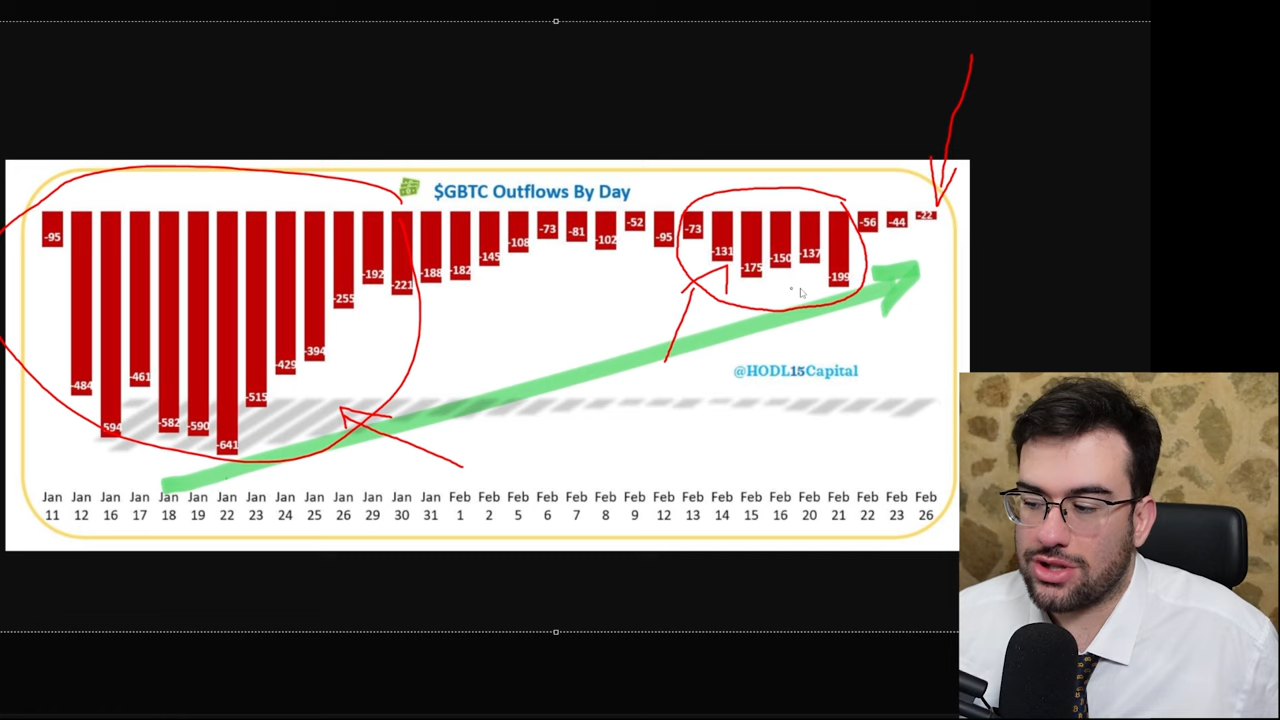 $GBTC Outflows By Day
-95 -484 -594 -461 -582 -590 -641 -515 -429 -394 -255 -192 -221 -188 -182 -145 -108 -73 -81 -102 -52 -95 -73 -131 -175 -150 -137 -199 -56 -44 -22
@HODL15Capital
Jan Jan Jan Jan Jan Jan Jan Jan Jan Jan Jan Jan Jan Jan Feb Feb Feb Feb Feb Feb Feb Feb Feb Feb Feb Feb Feb Feb Feb Feb Feb
11 12 16 17 18 19 22 23 24 25 26 29 30 31 1 2 5 6 7 8 9 12 13 14 15 16 20 21 22 23 26